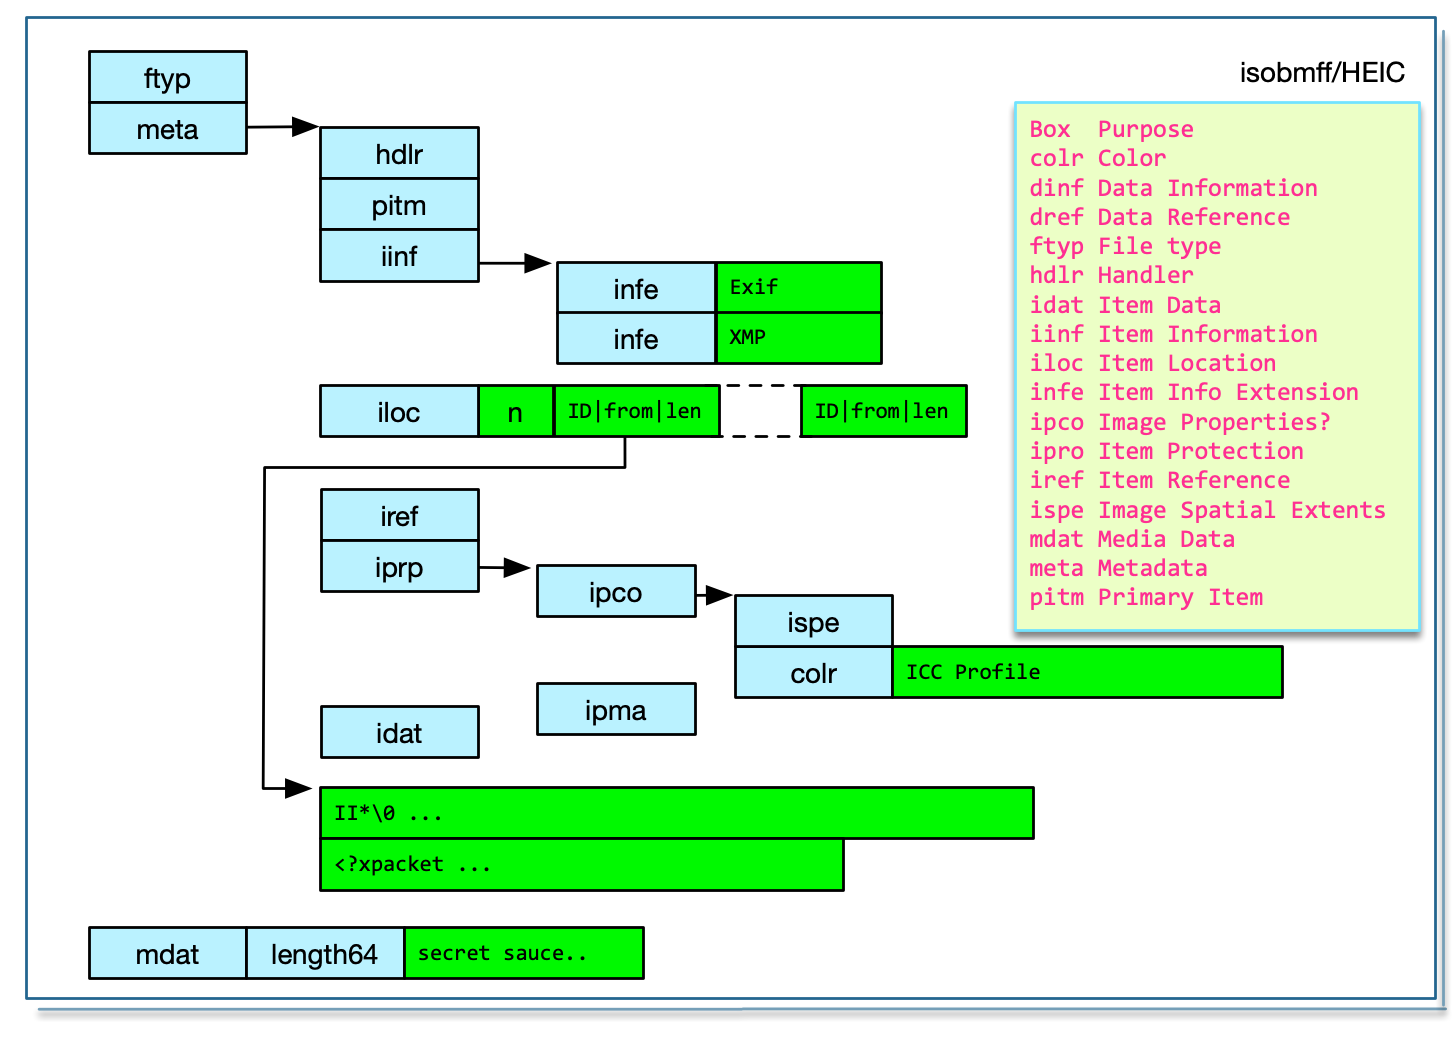 isobmff/HEIC
ftyp
meta
hdlr
pitm
iinf
infe Exif
infe XMP
iloc n ID|from|len ID|from|len
iref
iprp
ipco
ispe
colr ICC Profile
ipma
idat
II*\0 ...
<?xpacket ...
mdat length64 secret sauce..
Box Purpose
colr Color
dinf Data Information
dref Data Reference
ftyp File type
hdlr Handler
idat Item Data
iinf Item Information
iloc Item Location
infe Item Info Extension
ipco Image Properties?
ipro Item Protection
iref Item Reference
ispe Image Spatial Extents
mdat Media Data
meta Metadata
pitm Primary Item